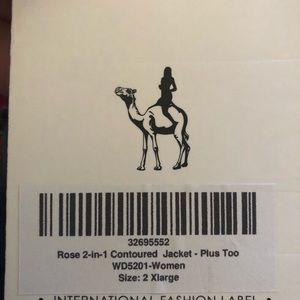 32695552
Rose 2-in-1 Contoured Jacket - Plus Too
WD5201-Women
Size: 2 Xlarge
INTERNATIONAL FASHION LABEL